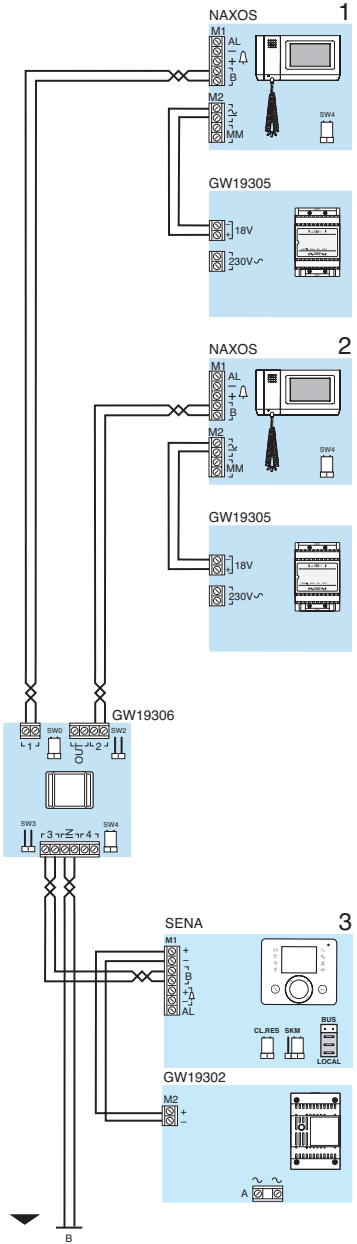 NAXOS 1
M1
AL
–
+
B
M2
MM
SW4
GW19305
–
+ 18V
230V~
NAXOS 2
M1
AL
–
+
B
M2
MM
SW4
GW19305
–
+ 18V
230V~
GW19306
1 SW0 OUT 2 SW2
SW3 3 IN 4 SW4
SENA 3
M1
+
–
B
+
–
AL
CL.RES SKM BUS
LOCAL
GW19302
M2
+
–
A ~ ~
B